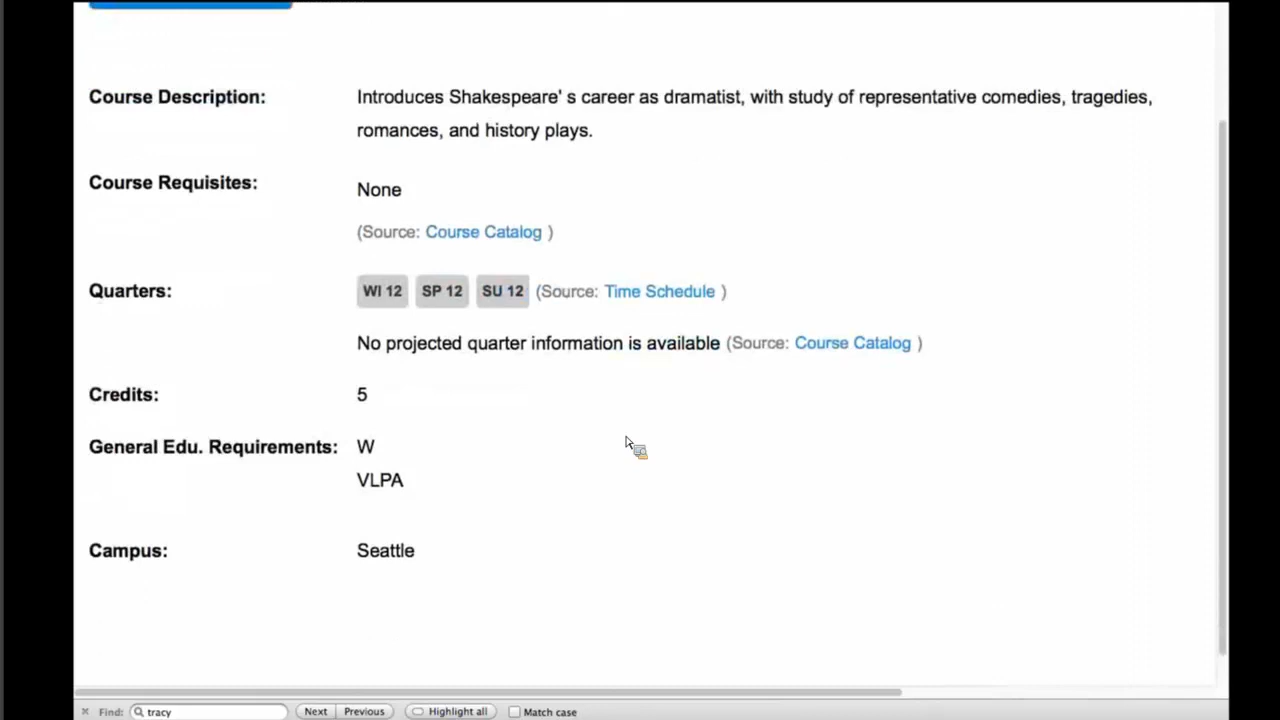 Course Description: Introduces Shakespeare' s career as dramatist, with study of representative comedies, tragedies,
romances, and history plays.
Course Requisites: None
(Source: Course Catalog )
Quarters: WI 12 SP 12 SU 12 (Source: Time Schedule )
No projected quarter information is available (Source: Course Catalog )
Credits: 5
General Edu. Requirements: W
VLPA
Campus: Seattle
Find: tracy Next Previous Highlight all Match case